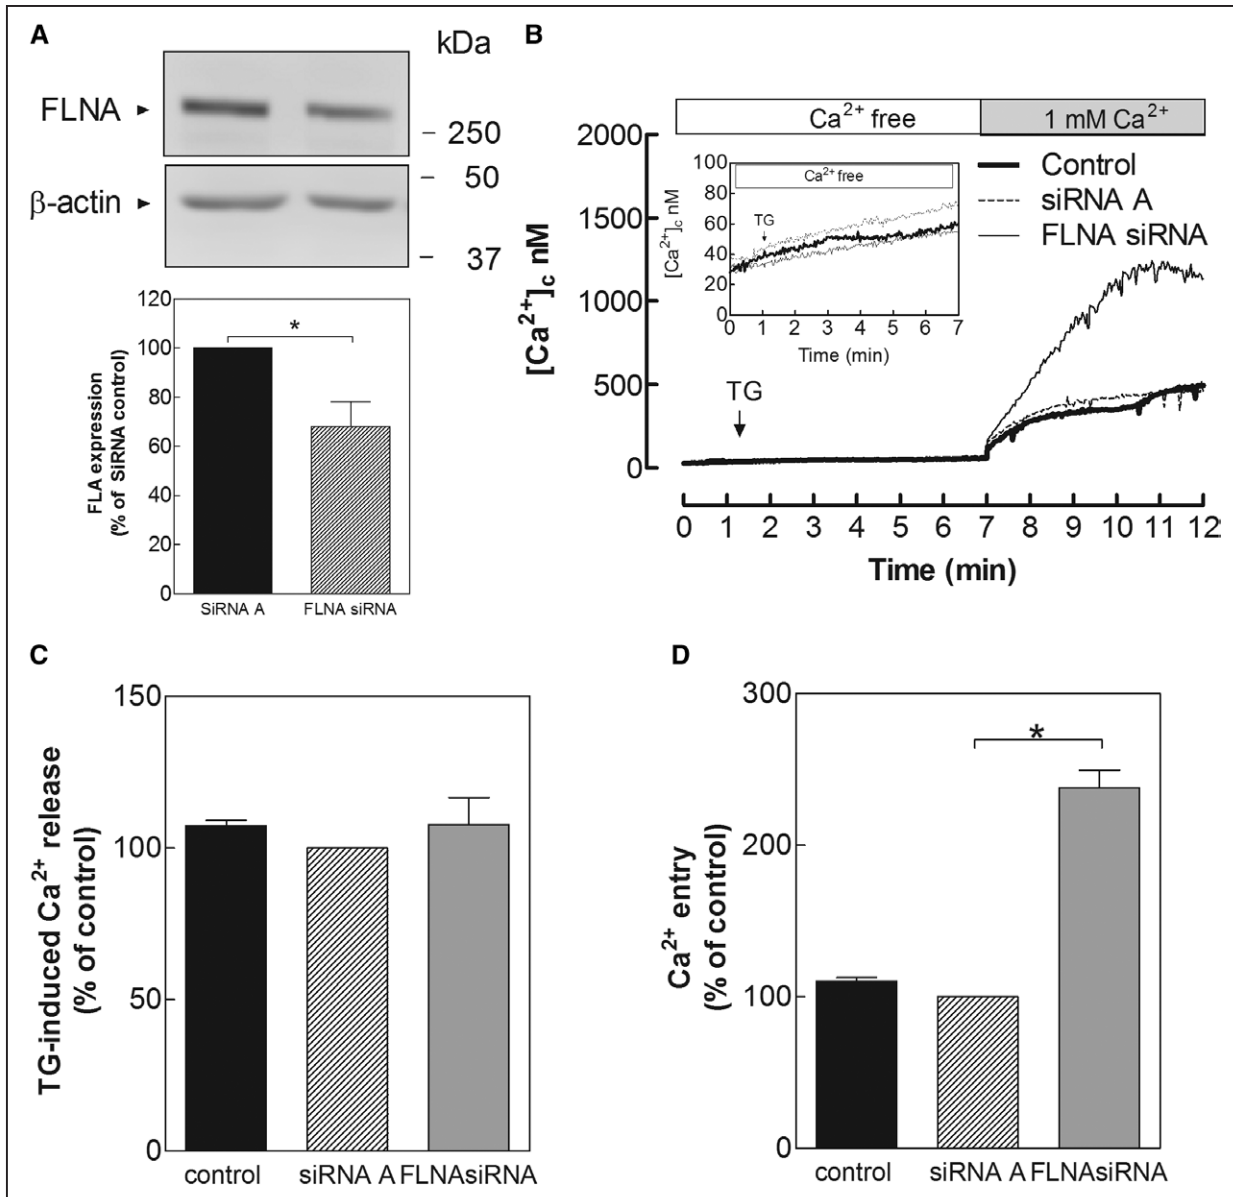 A
kDa
FLNA
250
50
β-actin
37
120
100
80
60
40
20
0
FLA expression
(% of SiRNA control)
*
SiRNA A
FLNA siRNA
B
Ca2+ free
1 mM Ca2+
2000
1500
1000
500
0
[Ca2+]c nM
Control
siRNA A
FLNA siRNA
100
80
60
40
20
0
[Ca2+]c nM
Ca2+ free
TG
0 1 2 3 4 5 6 7
Time (min)
TG
0 1 2 3 4 5 6 7 8 9 10 11 12
Time (min)
C
150
100
50
0
TG-induced Ca2+ release
(% of control)
control
siRNA A
FLNAsiRNA
D
300
200
100
0
Ca2+ entry
(% of control)
*
control
siRNA A
FLNAsiRNA